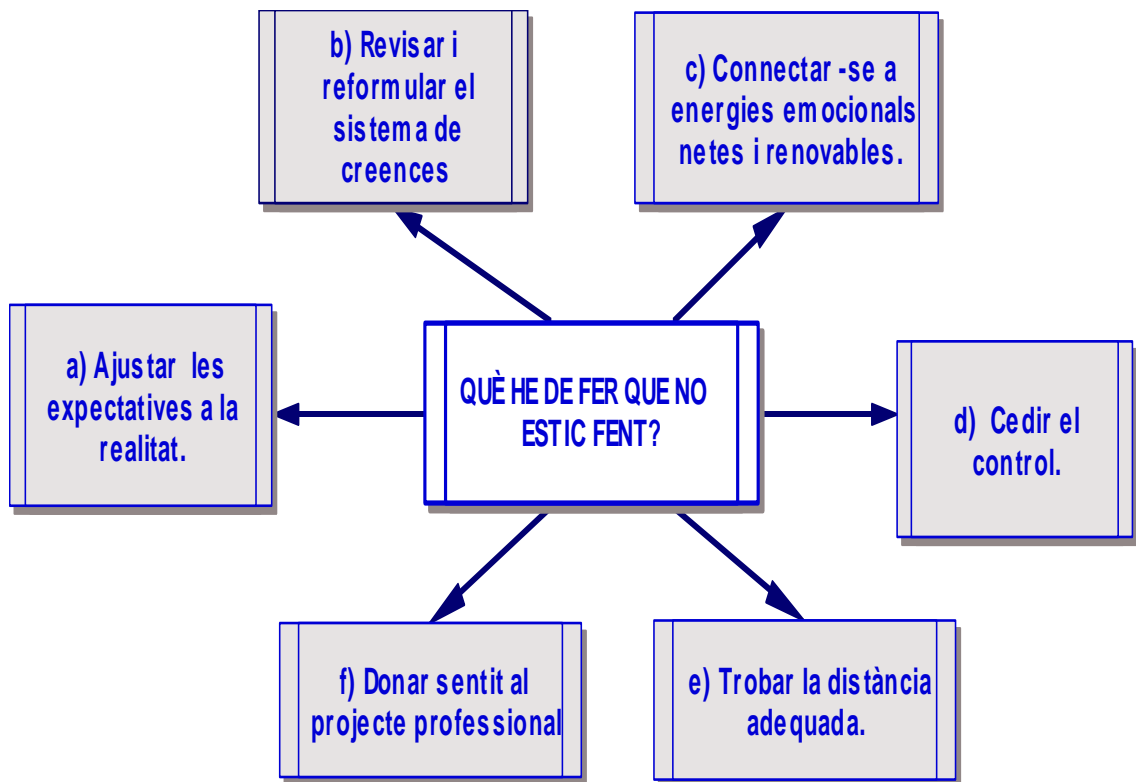 b) Revisar i
reformular el
sistema de
creences
c) Connectar -se a
energies emocionals
netes i renovables.
a) Ajustar les
expectatives a la
realitat.
QUÈ HE DE FER QUE NO
ESTIC FENT?
d) Cedir el
control.
f) Donar sentit al
projecte professional
e) Trobar la distància
adequada.